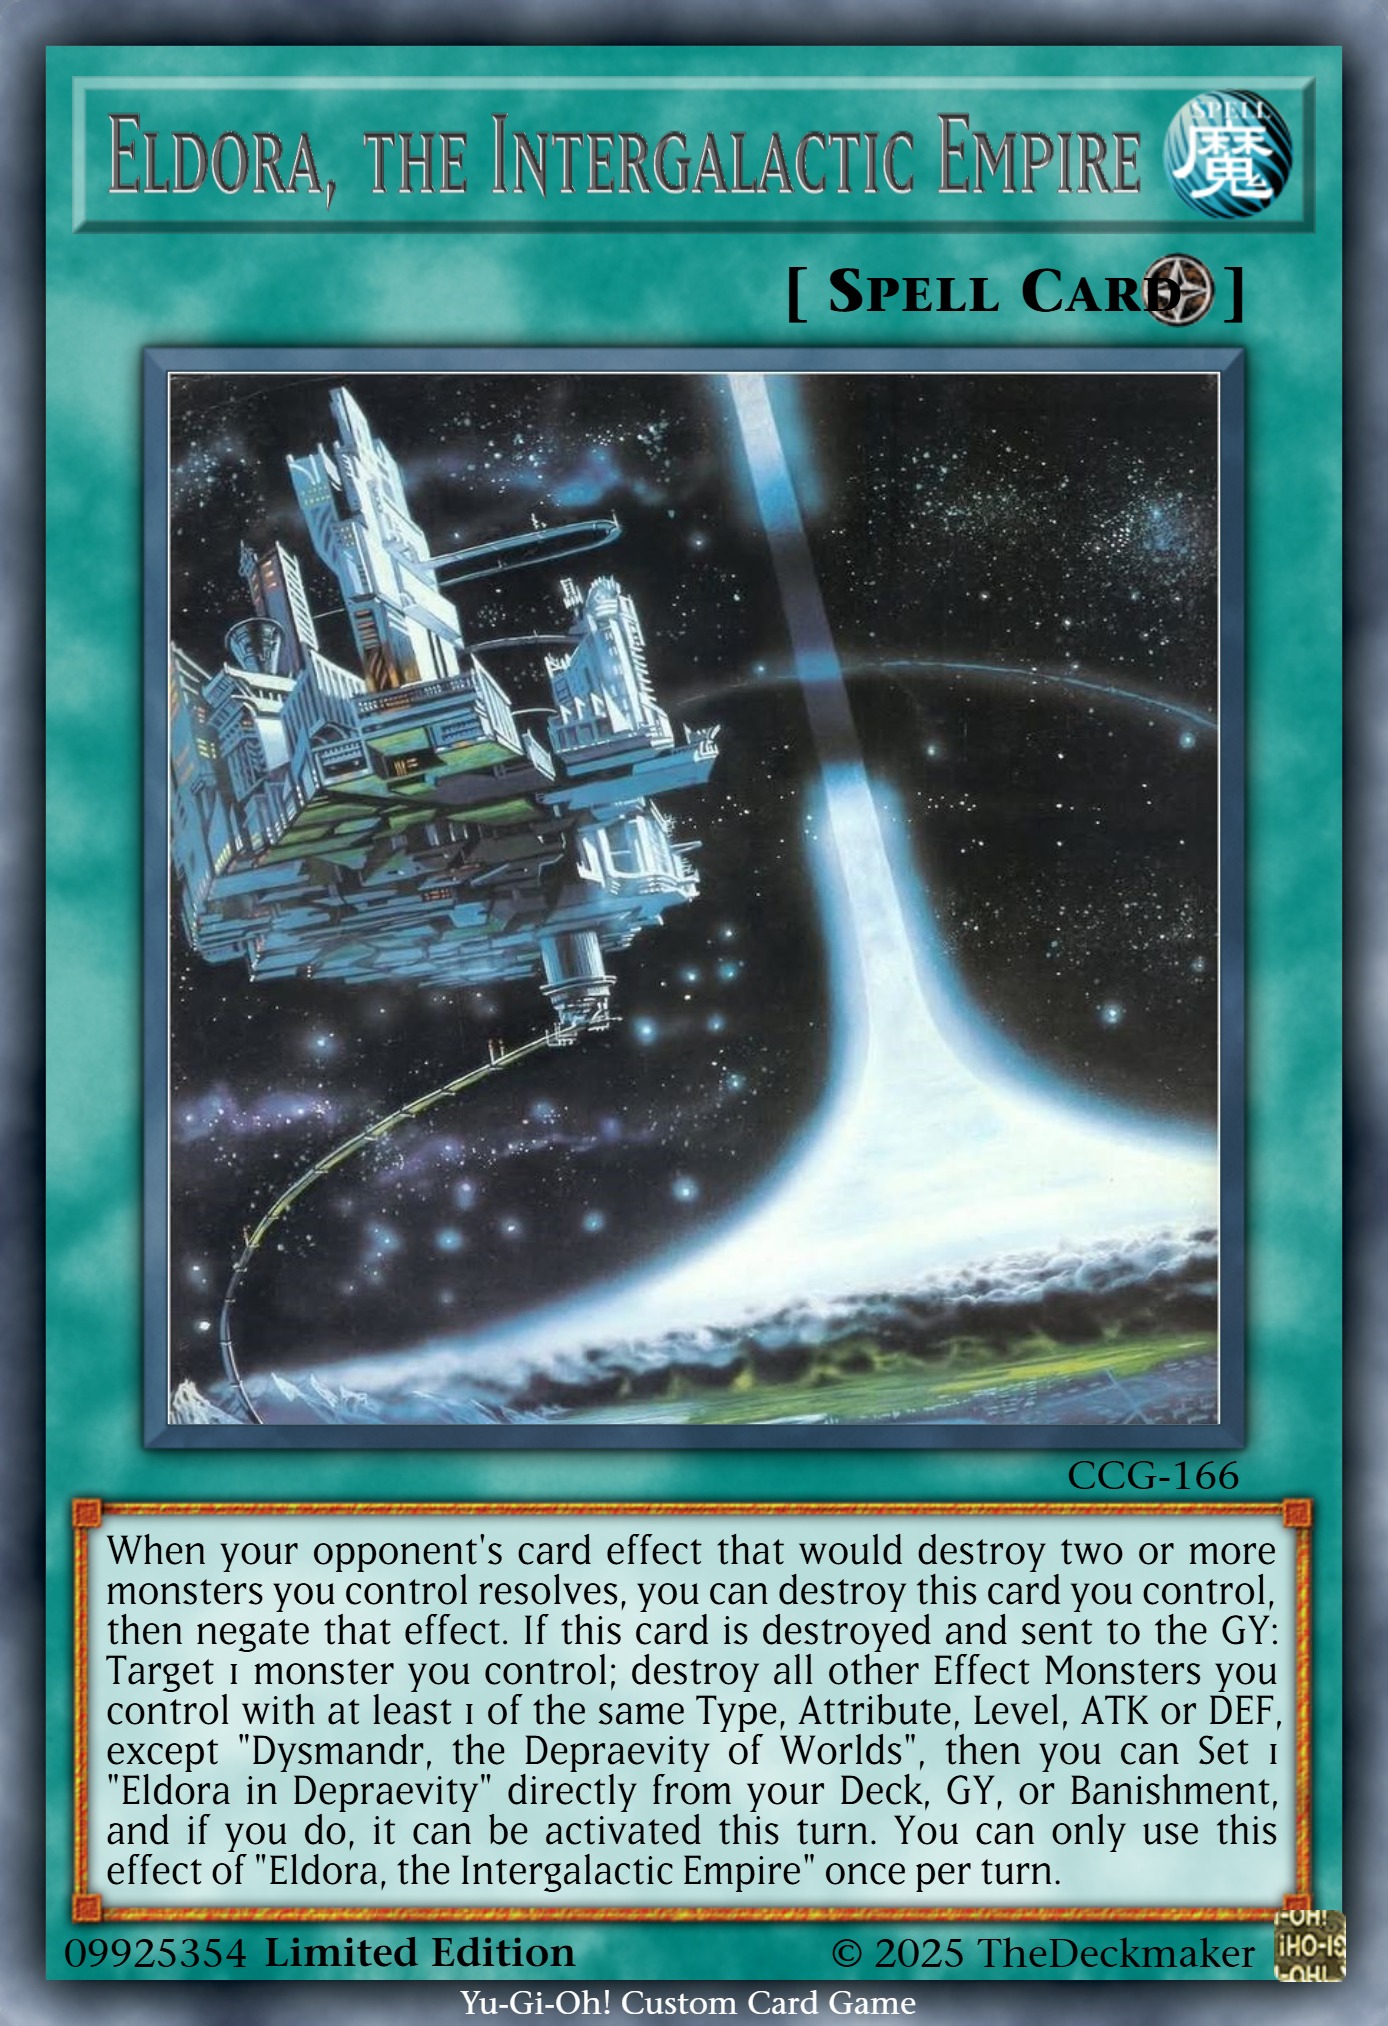 Eldora, the Intergalactic Empire
SPELL
魔
[ Spell Card ]
CCG-166
When your opponent's card effect that would destroy two or more
monsters you control resolves, you can destroy this card you control,
then negate that effect. If this card is destroyed and sent to the GY:
Target 1 monster you control; destroy all other Effect Monsters you
control with at least 1 of the same Type, Attribute, Level, ATK or DEF,
except "Dysmandr, the Depraevity of Worlds", then you can Set 1
"Eldora in Depraevity" directly from your Deck, GY, or Banishment,
and if you do, it can be activated this turn. You can only use this
effect of "Eldora, the Intergalactic Empire" once per turn.
09925354 Limited Edition
© 2025 TheDeckmaker
Yu-Gi-Oh! Custom Card Game